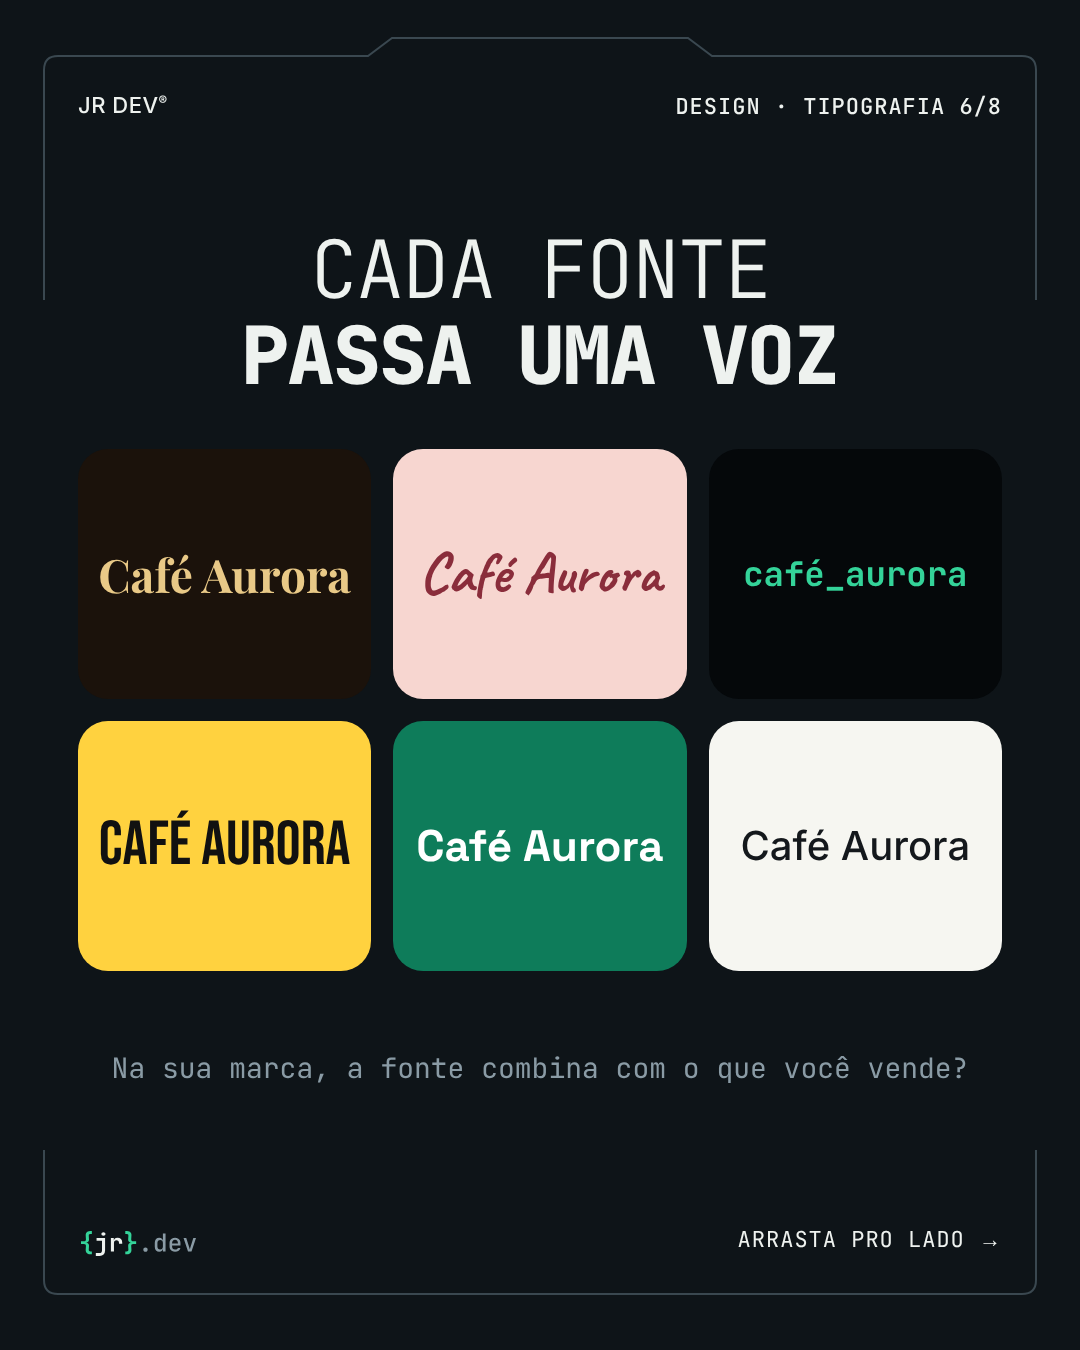 JR DEV®
DESIGN · TIPOGRAFIA 6/8
CADA FONTE
PASSA UMA VOZ
Café Aurora
Café Aurora
café_aurora
CAFÉ AURORA
Café Aurora
Café Aurora
Na sua marca, a fonte combina com o que você vende?
{jr}.dev
ARRASTA PRO LADO →